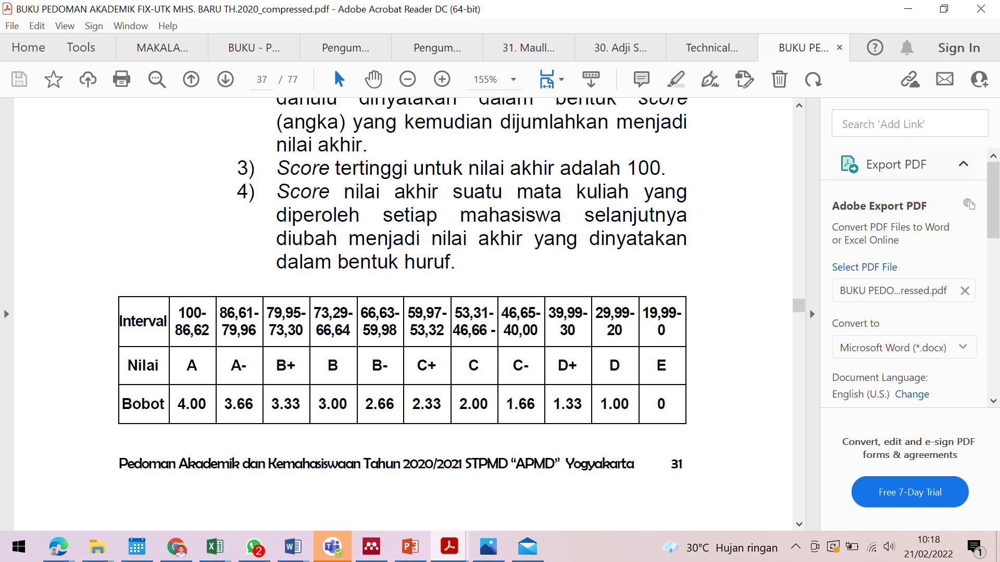 BUKU PEDOMAN AKADEMIK FIX-UTK MHS. BARU TH.2020_compressed.pdf - Adobe Acrobat Reader DC (64-bit)
File Edit View Sign Window Help
Home Tools MAKALA... BUKU - P... Pengum... Pengum... 31. Maull... 30. Adji S... Technical... BUKU PE... Sign In
37 / 77 155%
dahulu dinyatakan dalam bentuk score
(angka) yang kemudian dijumlahkan menjadi
nilai akhir.
3) Score tertinggi untuk nilai akhir adalah 100.
4) Score nilai akhir suatu mata kuliah yang
diperoleh setiap mahasiswa selanjutnya
diubah menjadi nilai akhir yang dinyatakan
dalam bentuk huruf.
Interval 100-86,62 86,61-79,96 79,95-73,30 73,29-66,64 66,63-59,98 59,97-53,32 53,31-46,66 - 46,65-40,00 39,99-30 29,99-20 19,99-0
Nilai A A- B+ B B- C+ C C- D+ D E
Bobot 4.00 3.66 3.33 3.00 2.66 2.33 2.00 1.66 1.33 1.00 0
Pedoman Akademik dan Kemahasiswaan Tahun 2020/2021 STPMD “APMD” Yogyakarta 31
Search 'Add Link'
Export PDF
Adobe Export PDF
Convert PDF Files to Word
or Excel Online
Select PDF File
BUKU PEDO...ressed.pdf
Convert to
Microsoft Word (*.docx)
Document Language:
English (U.S.) Change
Convert, edit and e-sign PDF
forms & agreements
Free 7-Day Trial
2
30°C Hujan ringan
10:18
21/02/2022
1